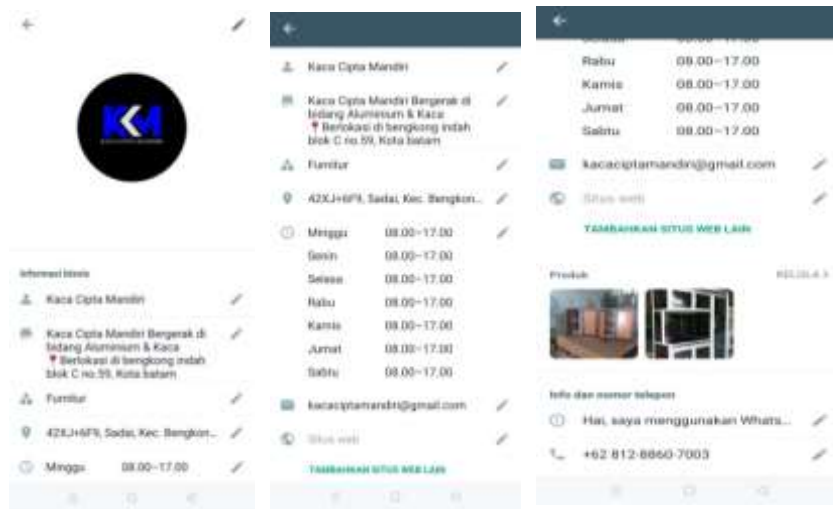 KKM
Informasi bisnis
Kaca Cipta Mandiri
Kaca Cipta Mandiri Bergerak di
bidang Aluminium & Kaca
📍Berlokasi di bengkong indah
blok C no.59, Kota batam
Furnitur
42XJ+6F9, Sadai, Kec. Bengkon...
Minggu 08.00–17.00
Kaca Cipta Mandiri
Kaca Cipta Mandiri Bergerak di
bidang Aluminium & Kaca
📍Berlokasi di bengkong indah
blok C no.59, Kota batam
Furnitur
42XJ+6F9, Sadai, Kec. Bengkon...
Minggu 08.00–17.00
Senin 08.00–17.00
Selasa 08.00–17.00
Rabu 08.00–17.00
Kamis 08.00–17.00
Jumat 08.00–17.00
Sabtu 08.00–17.00
kacaciptamandiri@gmail.com
Situs web
TAMBAHKAN SITUS WEB LAIN
Rabu 08.00–17.00
Kamis 08.00–17.00
Jumat 08.00–17.00
Sabtu 08.00–17.00
kacaciptamandiri@gmail.com
Situs web
TAMBAHKAN SITUS WEB LAIN
Produk KELOLA
Info dan nomor telepon
Hai, saya menggunakan Whats...
+62 812-8860-7003